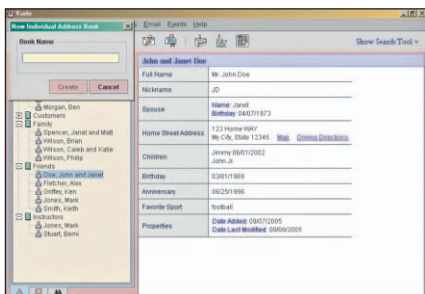 New Individual Address Book
Email Events Help
Book Name
Show Search Tool
Create Cancel
Morgan, Ben
Customers
Family
Spencer, Janet and Matt
Wilson, Brian
Wilson, Caleb and Katie
Wilson, Philip
Friends
Doe, John and Janet
Fletcher, Alex
Griffey, Ken
Jones, Mark
Smith, Keith
Instructors
Jones, Mark
Stuart, Bemi
John and Janet Doe
Full Name Mr. John Doe
Nickname JD
Spouse Name: Janet
Birthday: 04/07/1973
Home Street Address 123 Home WAY
My City, State 12345 Map Driving Directions
Children Jimmy 06/01/2002
John Jr.
Birthday 03/01/1969
Anniversary 08/25/1996
Favorite Sport football
Properties Date Added: 09/07/2005
Date Last Modified: 09/08/2005